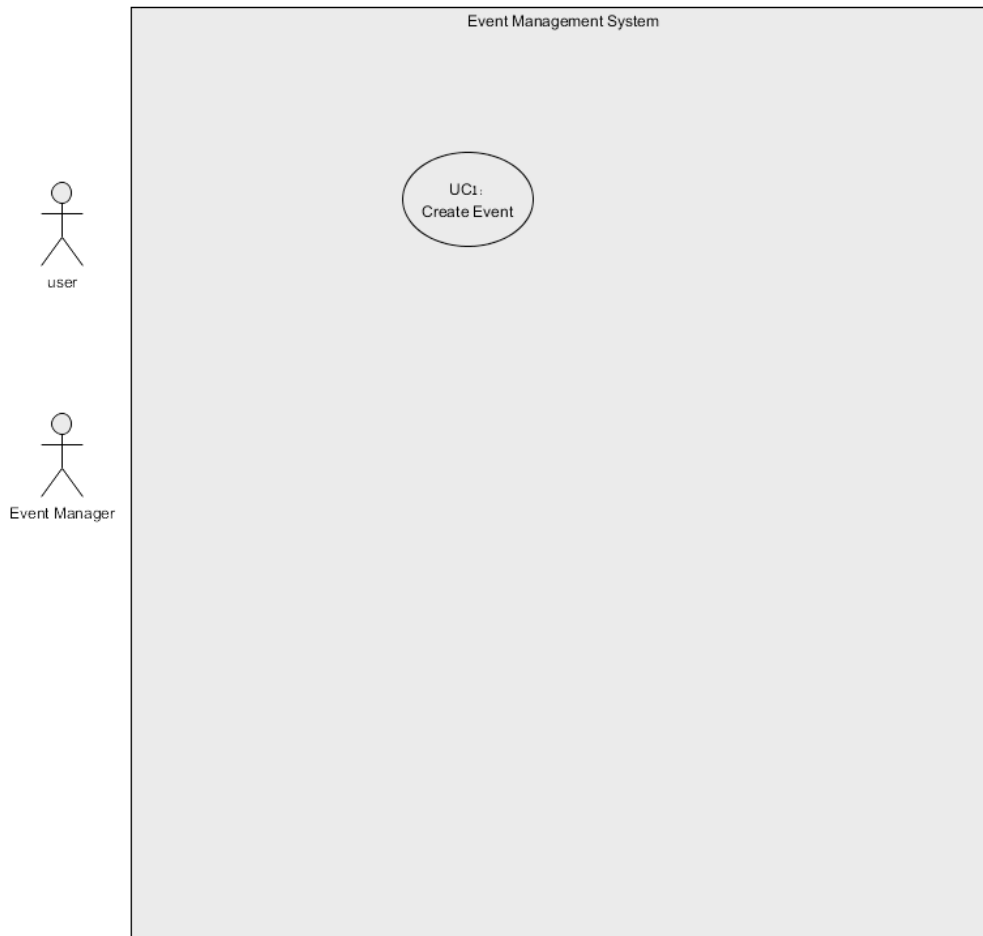 Event Management System
UC1:
Create Event
user
Event Manager